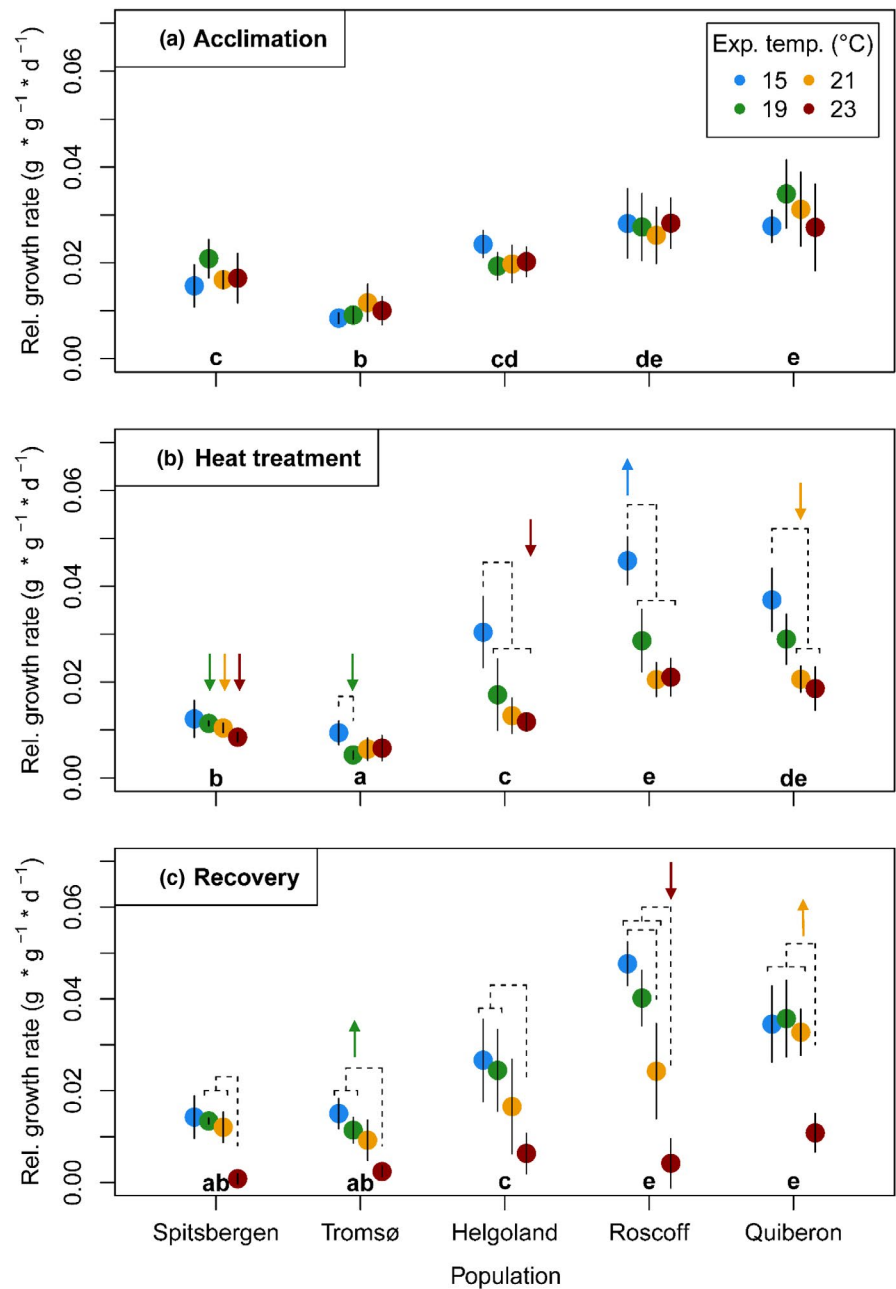 (a) Acclimation
Exp. temp. (°C)
15 21
19 23
Rel. growth rate (g * g⁻¹ * d⁻¹)
0.00 0.02 0.04 0.06
c b cd de e
(b) Heat treatment
Rel. growth rate (g * g⁻¹ * d⁻¹)
0.00 0.02 0.04 0.06
b a c e de
(c) Recovery
Rel. growth rate (g * g⁻¹ * d⁻¹)
0.00 0.02 0.04 0.06
ab ab c e e
Spitsbergen Tromsø Helgoland Roscoff Quiberon
Population